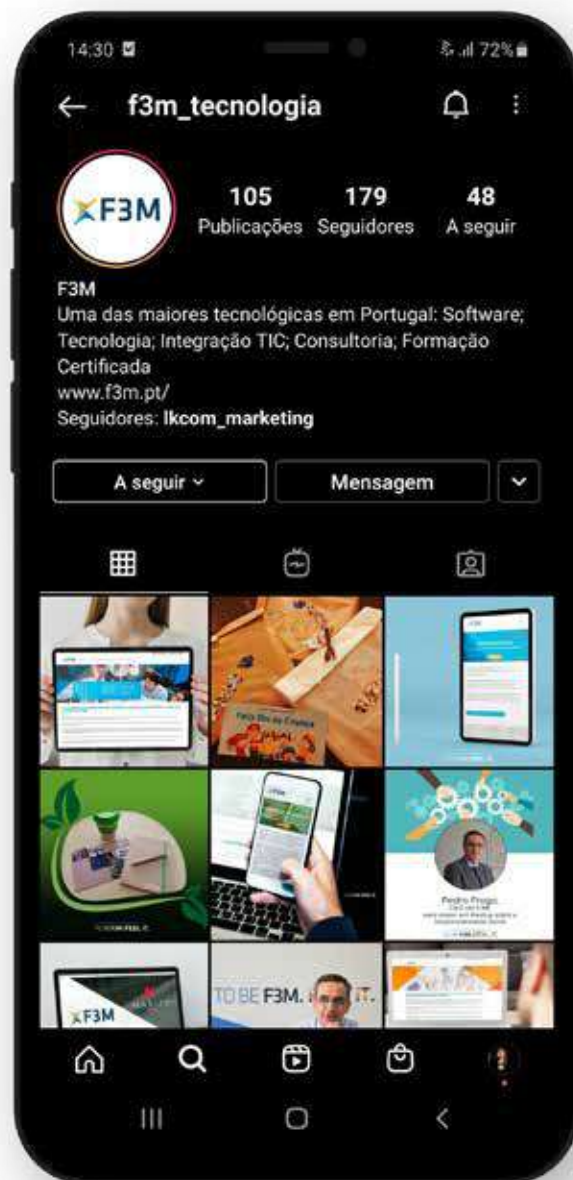 14:30
72%
f3m_tecnologia
F3M
105
179
48
Publicações
Seguidores
A seguir
F3M
Uma das maiores tecnológicas em Portugal: Software;
Tecnologia; Integração TIC; Consultoria; Formação
Certificada
www.f3m.pt/
Seguidores: lkcom_marketing
A seguir
Mensagem
Pedro Fraga
F3M
TO BE F3M.
IT.